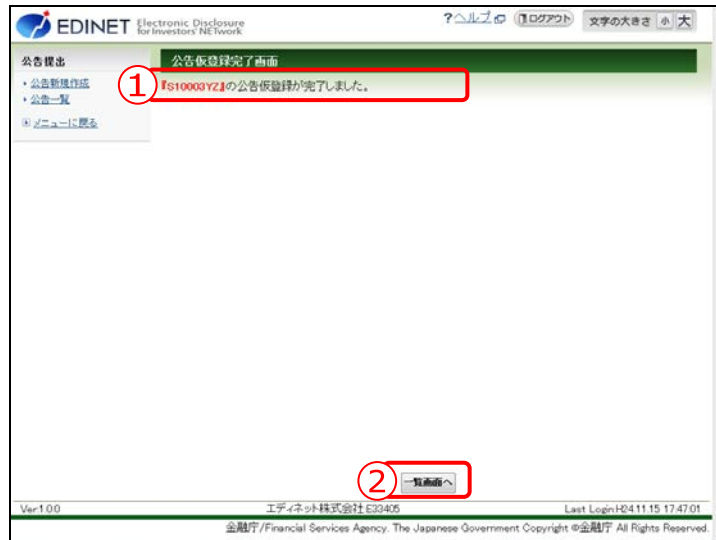 EDINET Electronic Disclosure for Investors' NETwork
?ヘルプ ログアウト 文字の大きさ 小 大
公告提出
公告新規作成
公告一覧
メニューに戻る
公告仮登録完了画面
① 『S10003YZ』の公告仮登録が完了しました。
② 一覧画面へ
Ver1.00 エディネット株式会社 E33405 Last Login:H24.11.15 17:47:01
金融庁/Financial Services Agency. The Japanese Government Copyright ©金融庁 All Rights Reserved.